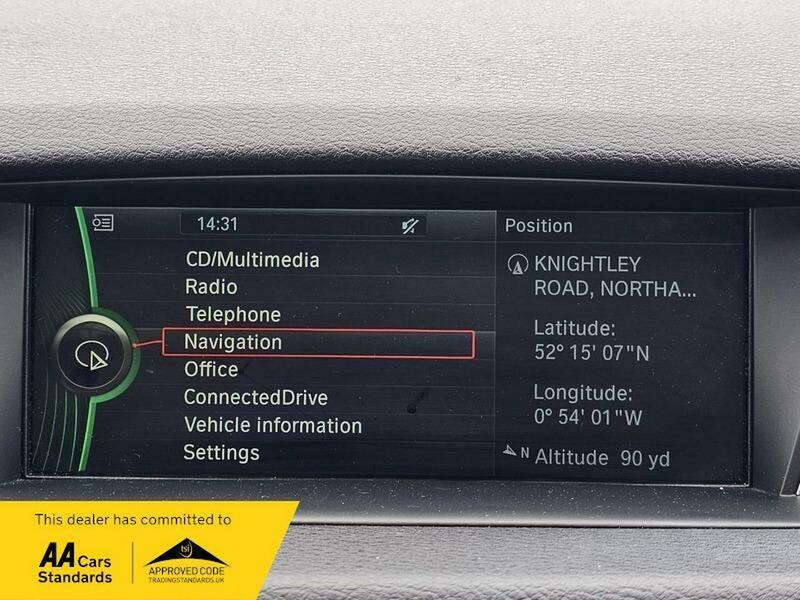 14:31
CD/Multimedia
Radio
Telephone
Navigation
Office
ConnectedDrive
Vehicle information
Settings
Position
KNIGHTLEY
ROAD, NORTHA...
Latitude:
52° 15' 07"N
Longitude:
0° 54' 01"W
N Altitude 90 yd
This dealer has committed to
AA Cars
Standards
tsi
APPROVED CODE
TRADINGSTANDARDS.UK